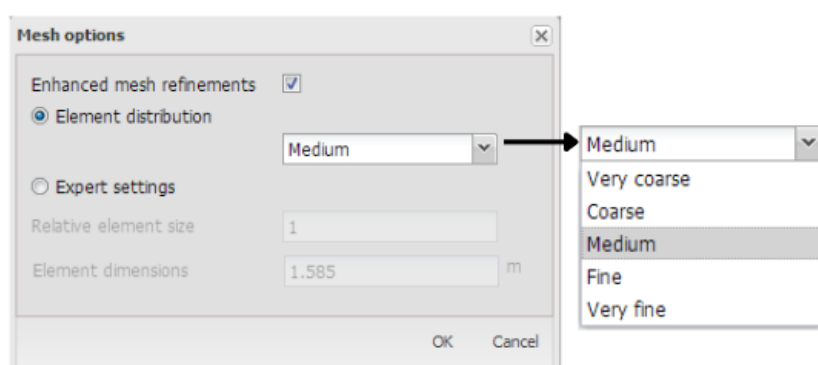 Mesh options
Enhanced mesh refinements
Element distribution
Medium
Expert settings
Relative element size 1
Element dimensions 1.585 m
OK Cancel
Medium
Very coarse
Coarse
Medium
Fine
Very fine